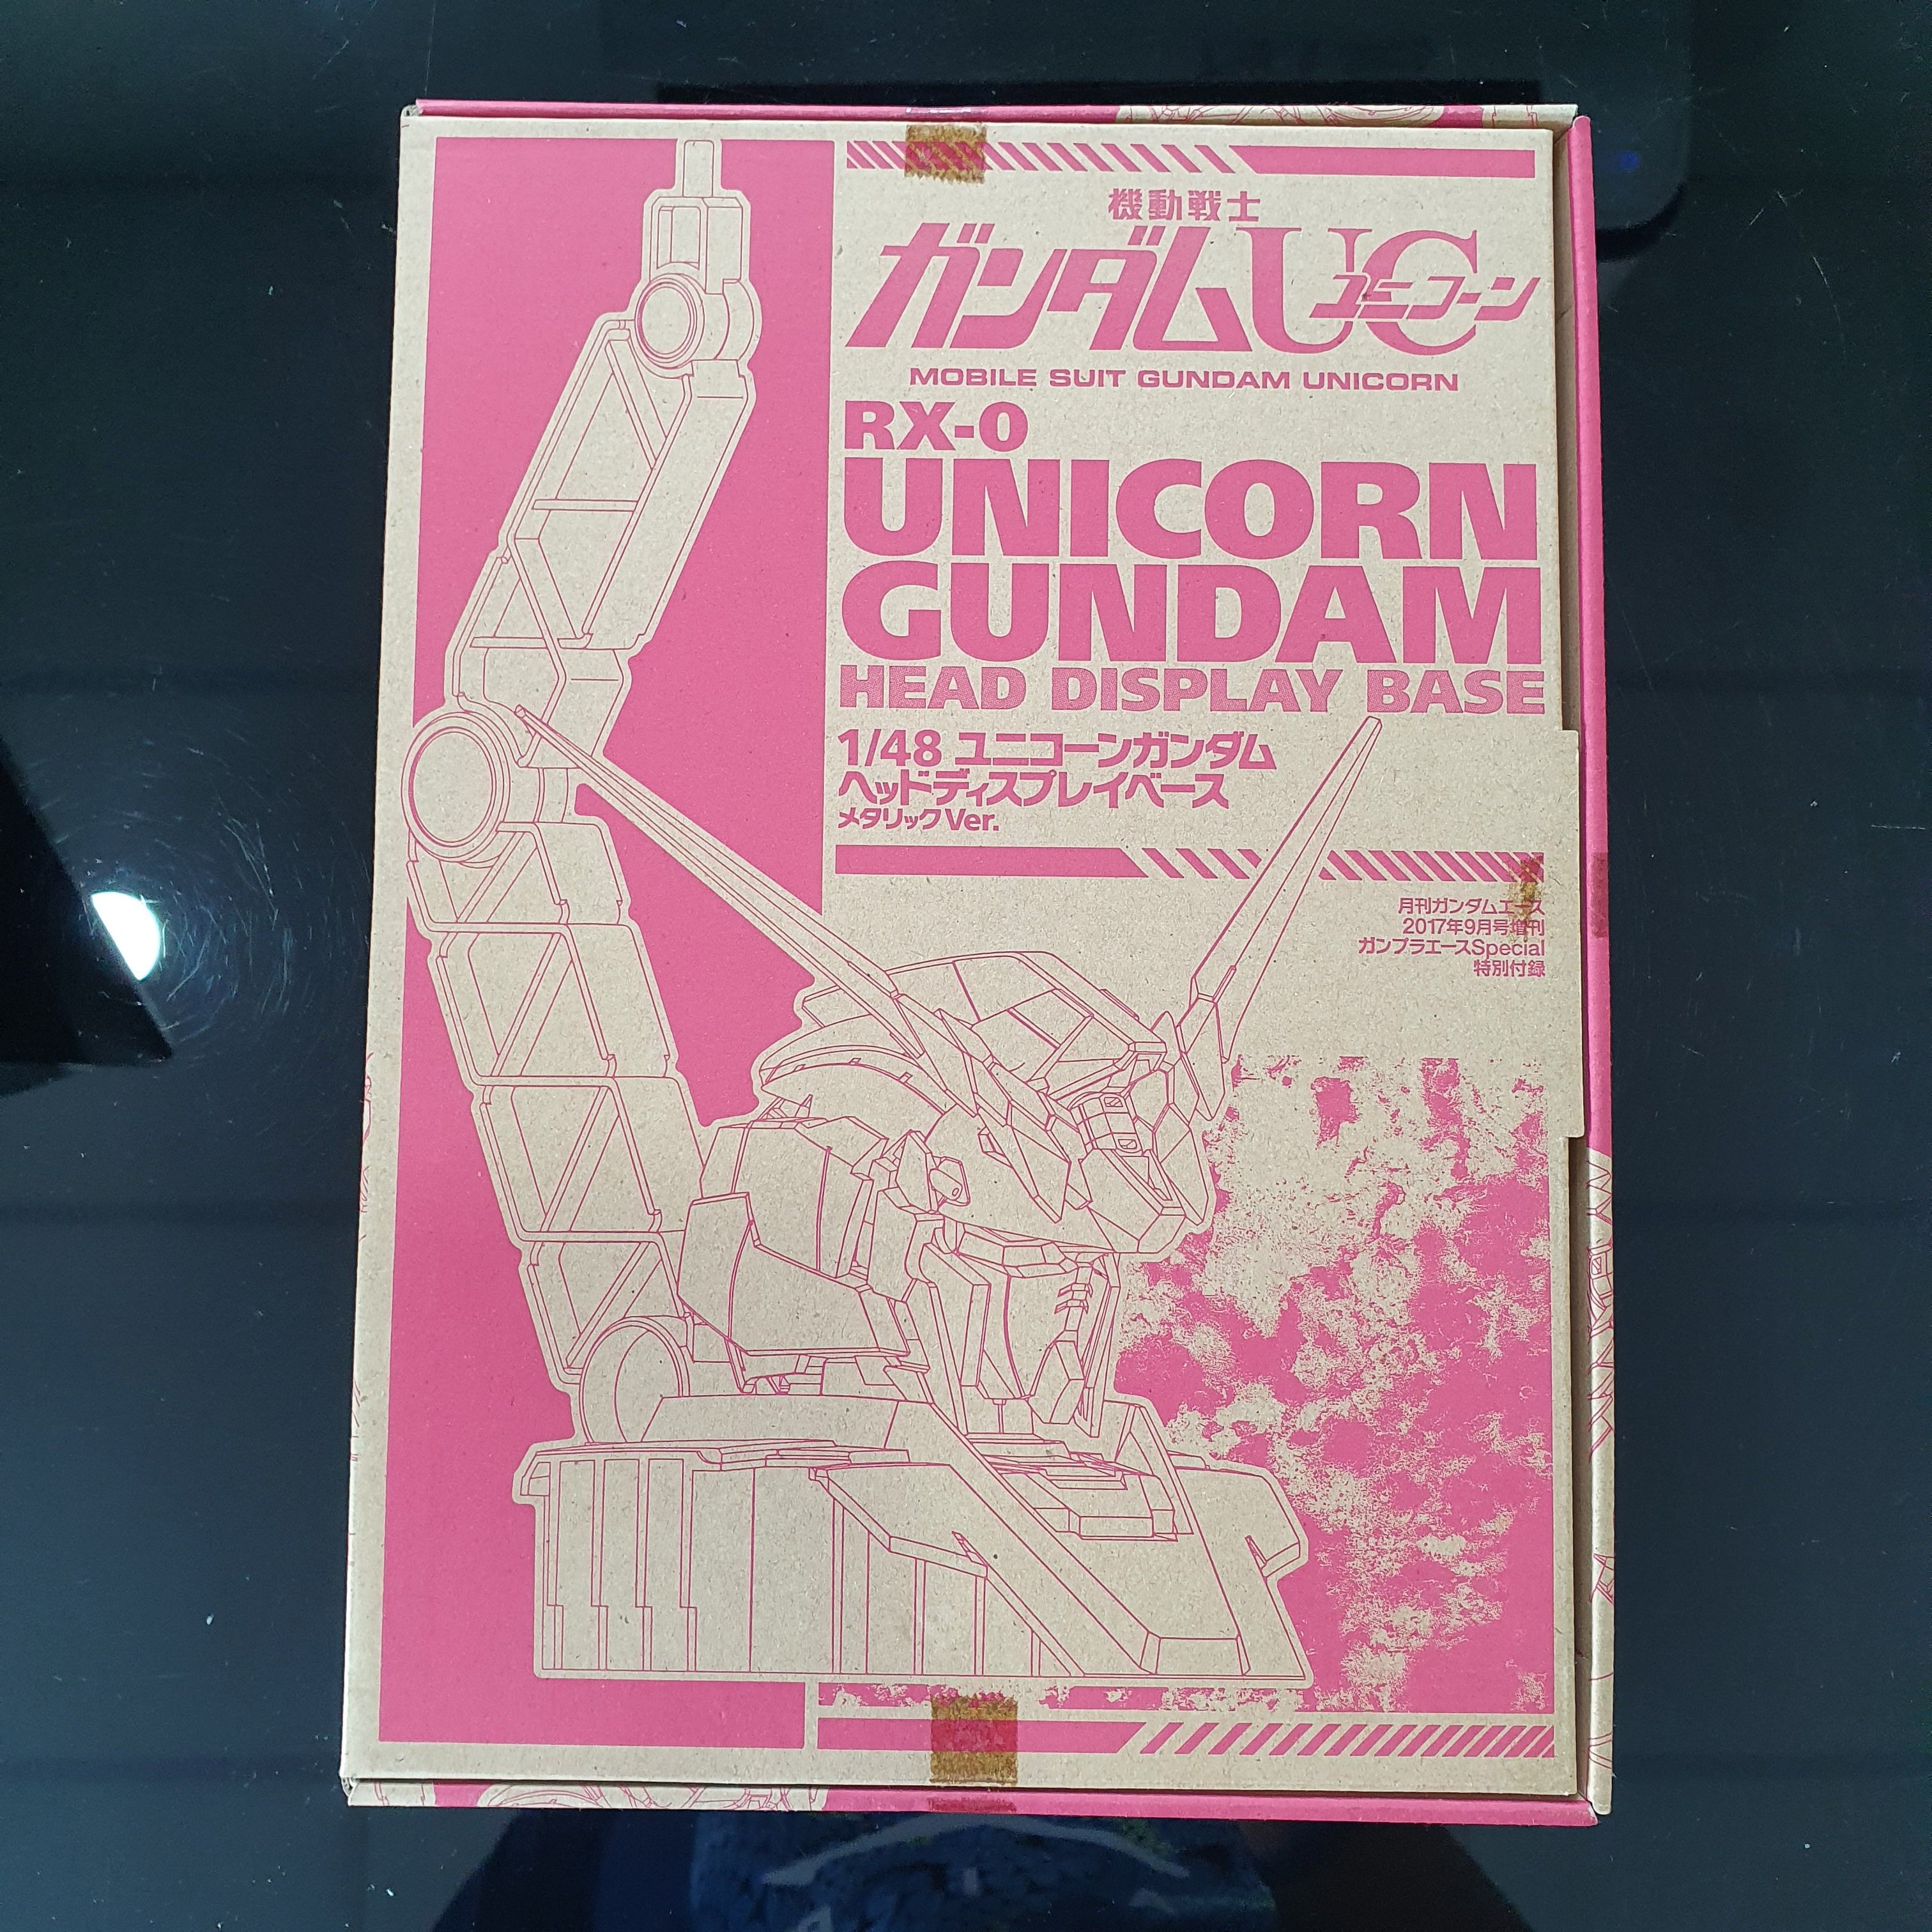 機動戦士
ガンダムUC
ユニコーン
MOBILE SUIT GUNDAM UNICORN
RX-0
UNICORN
GUNDAM
HEAD DISPLAY BASE
1/48 ユニコーンガンダム
ヘッドディスプレイベース
メタリックVer.
月刊ガンダムエース
2017年9月号増刊
ガンプラエースSpecial
特別付録